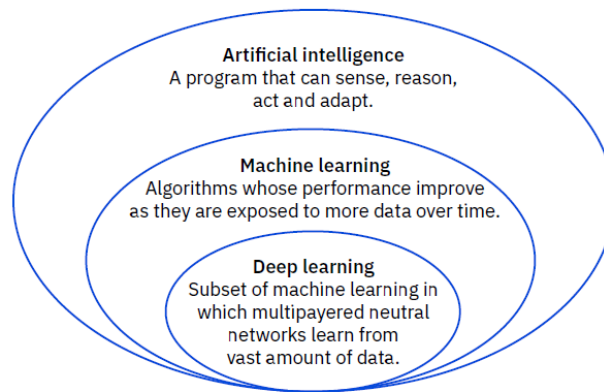 Artificial intelligence
A program that can sense, reason,
act and adapt.
Machine learning
Algorithms whose performance improve
as they are exposed to more data over time.
Deep learning
Subset of machine learning in
which multipayered neutral
networks learn from
vast amount of data.